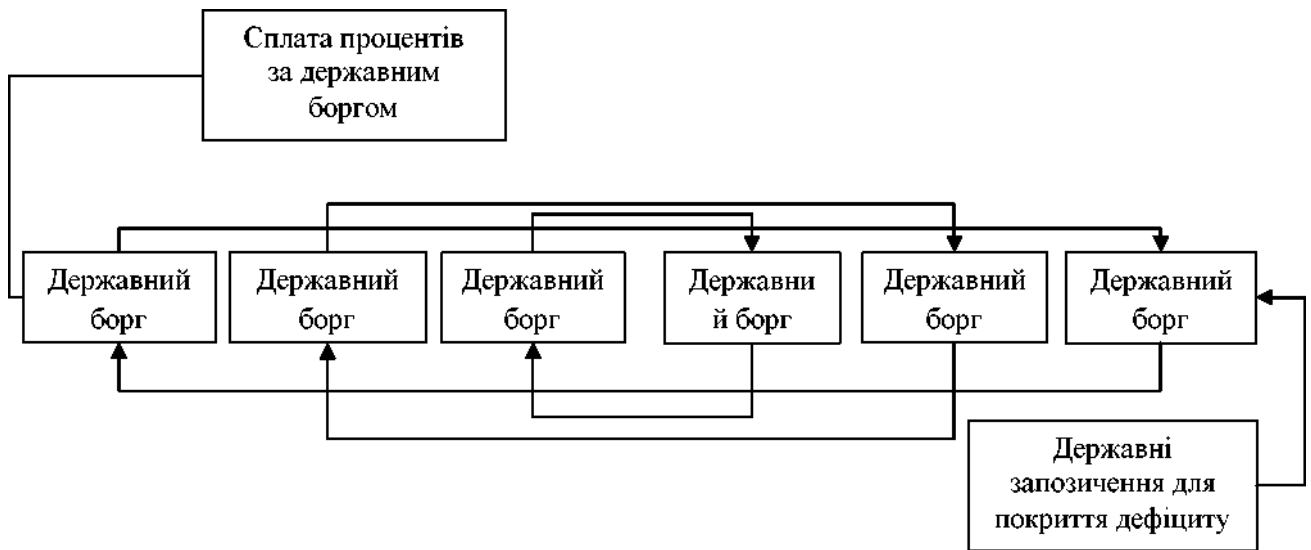 Сплата процентів
за державним
боргом
Державний
борг
Державний
борг
Державний
борг
Державни
й борг
Державний
борг
Державний
борг
Державні
запозичення для
покриття дефіциту